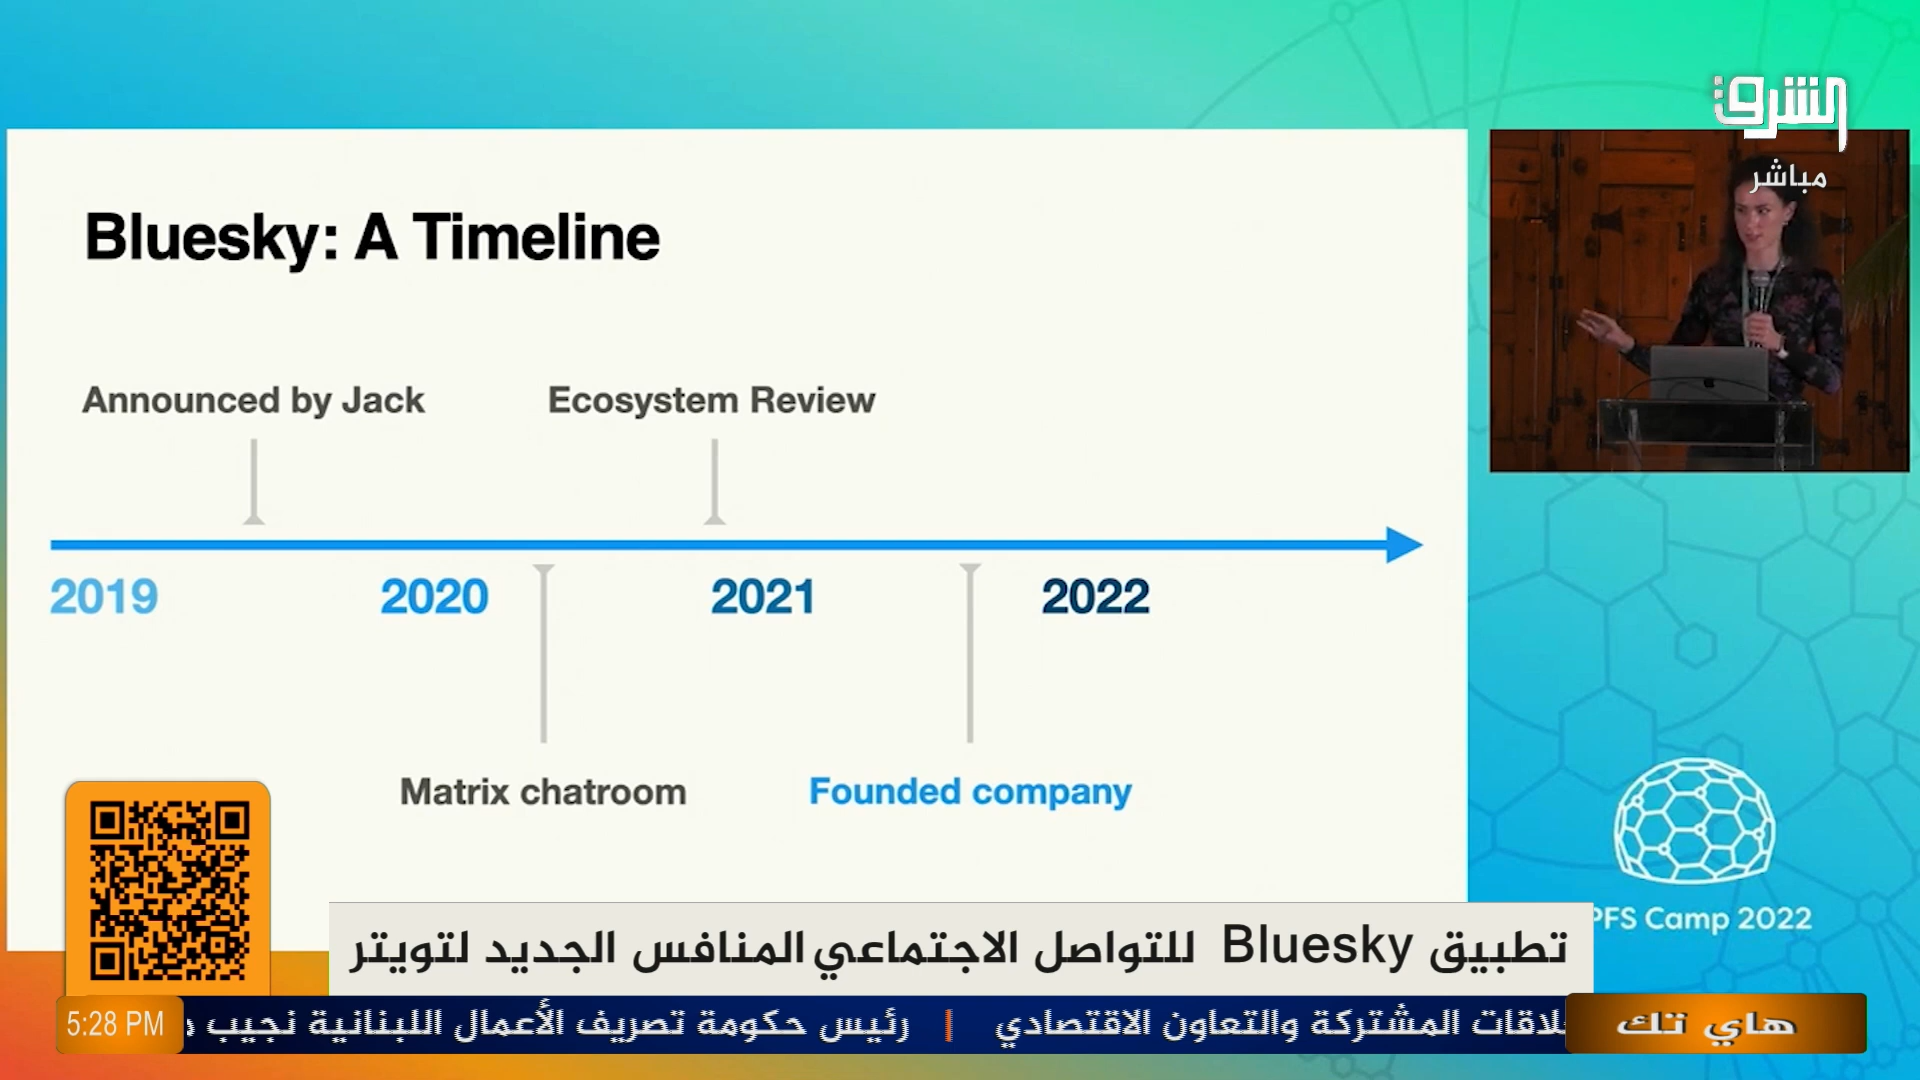 الشرق
مباشر
Bluesky: A Timeline
Announced by Jack
Ecosystem Review
2019
2020
2021
2022
Matrix chatroom
Founded company
PFS Camp 2022
تطبيق Bluesky للتواصل الاجتماعي المنافس الجديد لتويتر
هاي تك
علاقات المشتركة والتعاون الاقتصادي | رئيس حكومة تصريف الأعمال اللبنانية نجيب
5:28 PM